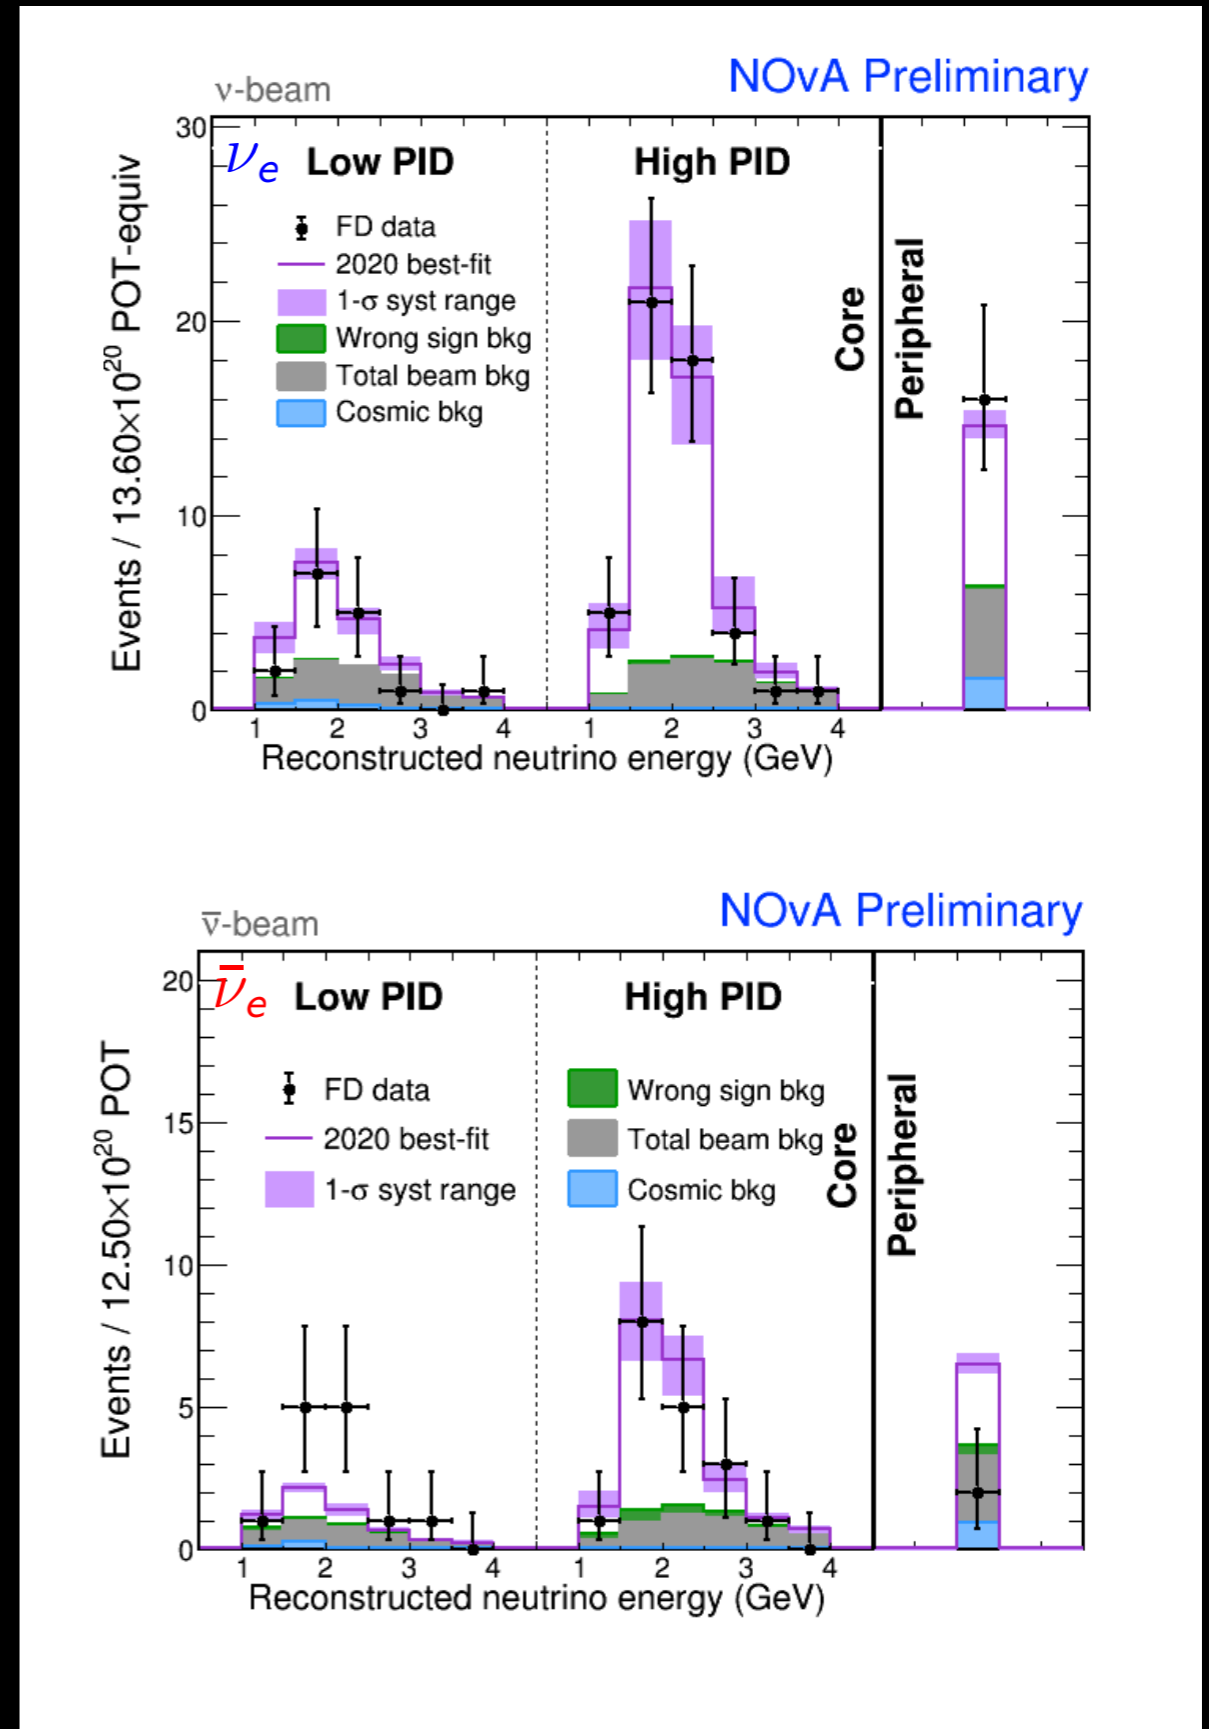 ν-beam
NOvA Preliminary
30
20
10
0
Events / 13.60×10²⁰ POT-equiv
νₑ
Low PID
High PID
FD data
2020 best-fit
1-σ syst range
Wrong sign bkg
Total beam bkg
Cosmic bkg
Core
Peripheral
1 2 3 4 1 2 3 4
Reconstructed neutrino energy (GeV)
ν̅-beam
NOvA Preliminary
20
15
10
5
0
Events / 12.50×10²⁰ POT
ν̅ₑ
Low PID
High PID
FD data
2020 best-fit
1-σ syst range
Wrong sign bkg
Total beam bkg
Cosmic bkg
Core
Peripheral
1 2 3 4 1 2 3 4
Reconstructed neutrino energy (GeV)